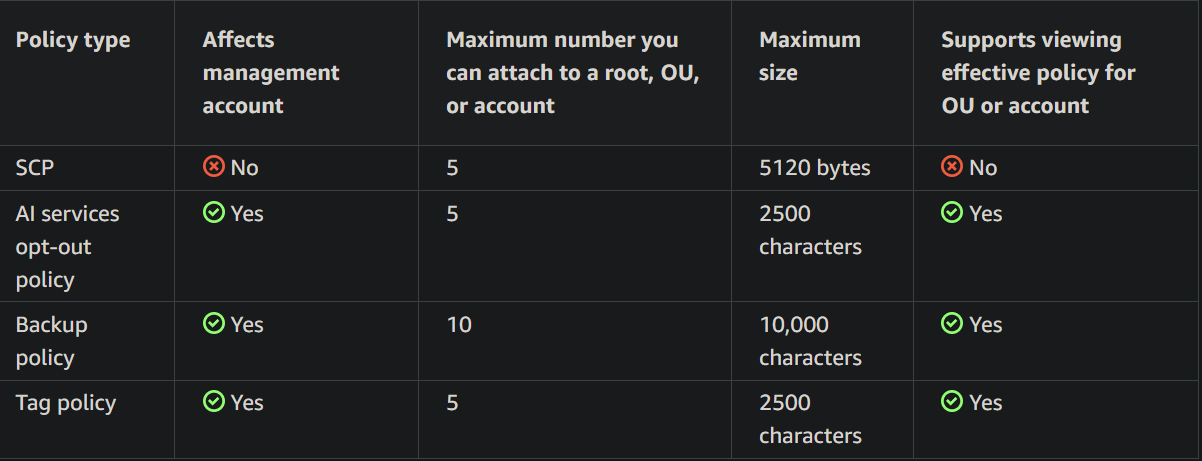 Policy type
Affects
management
account
Maximum number you
can attach to a root, OU,
or account
Maximum
size
Supports viewing
effective policy for
OU or account
SCP
No
5
5120 bytes
No
AI services
opt-out
policy
Yes
5
2500
characters
Yes
Backup
policy
Yes
10
10,000
characters
Yes
Tag policy
Yes
5
2500
characters
Yes